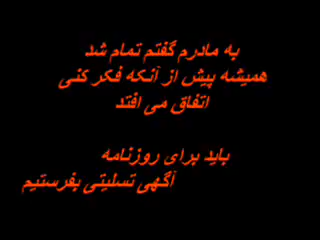 به مادرم گفتم تمام شد
همیشه پیش از آنکه فکر کنی
اتفاق می افتد
باید برای روزنامه
آگهی تسلیتی بفرستیم